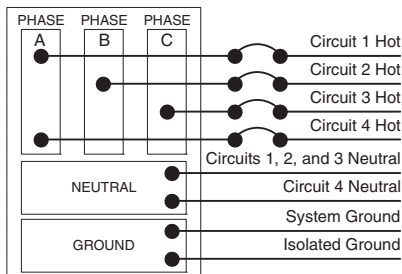 PHASE PHASE PHASE
A B C
Circuit 1 Hot
Circuit 2 Hot
Circuit 3 Hot
Circuit 4 Hot
Circuits 1, 2, and 3 Neutral
NEUTRAL
Circuit 4 Neutral
System Ground
GROUND
Isolated Ground